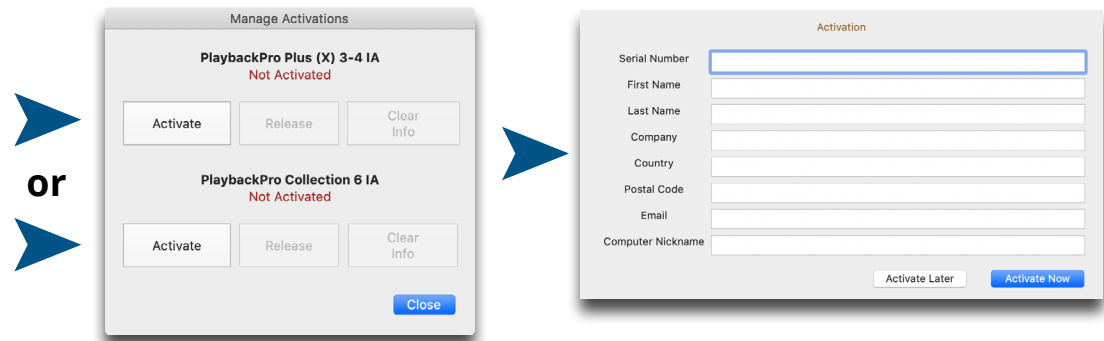 Manage Activations
PlaybackPro Plus (X) 3-4 IA
Not Activated
Activate
Release
Clear
Info
or
PlaybackPro Collection 6 IA
Not Activated
Activate
Release
Clear
Info
Close
Activation
Serial Number
First Name
Last Name
Company
Country
Postal Code
Email
Computer Nickname
Activate Later
Activate Now